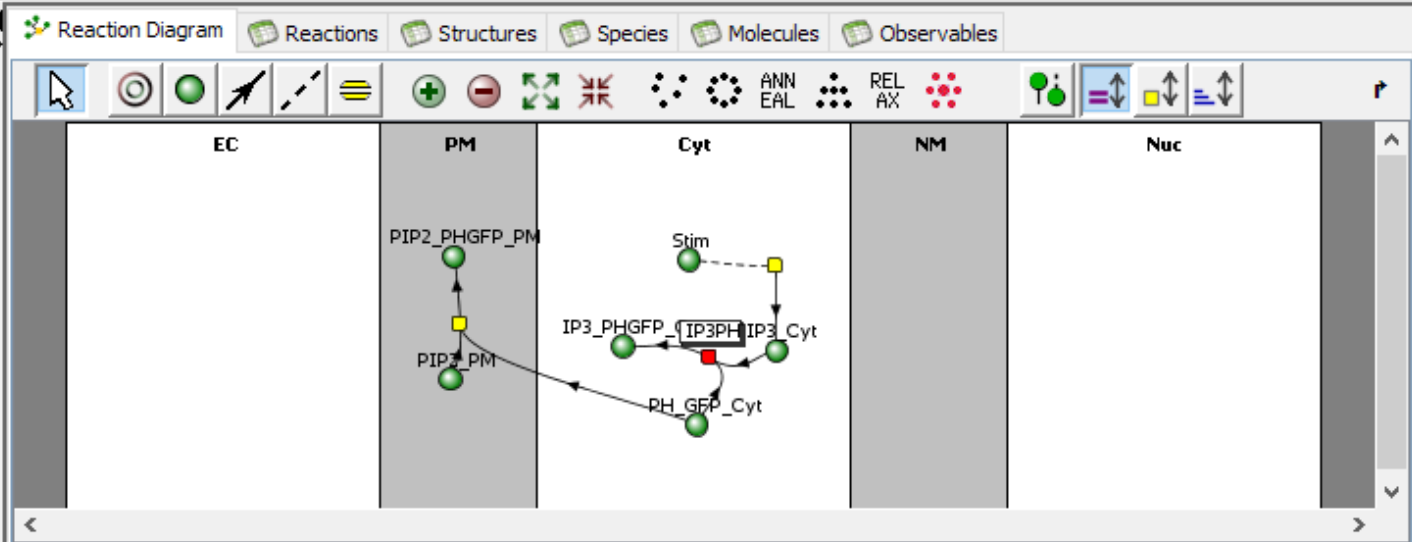 Reaction Diagram Reactions Structures Species Molecules Observables
ANN EAL REL AX
EC PM Cyt NM Nuc
PIP2_PHGFP_PM
Stim
IP3_PHGFP_ IP3PH IP3_Cyt
PIP2_PM
PH_GFP_Cyt